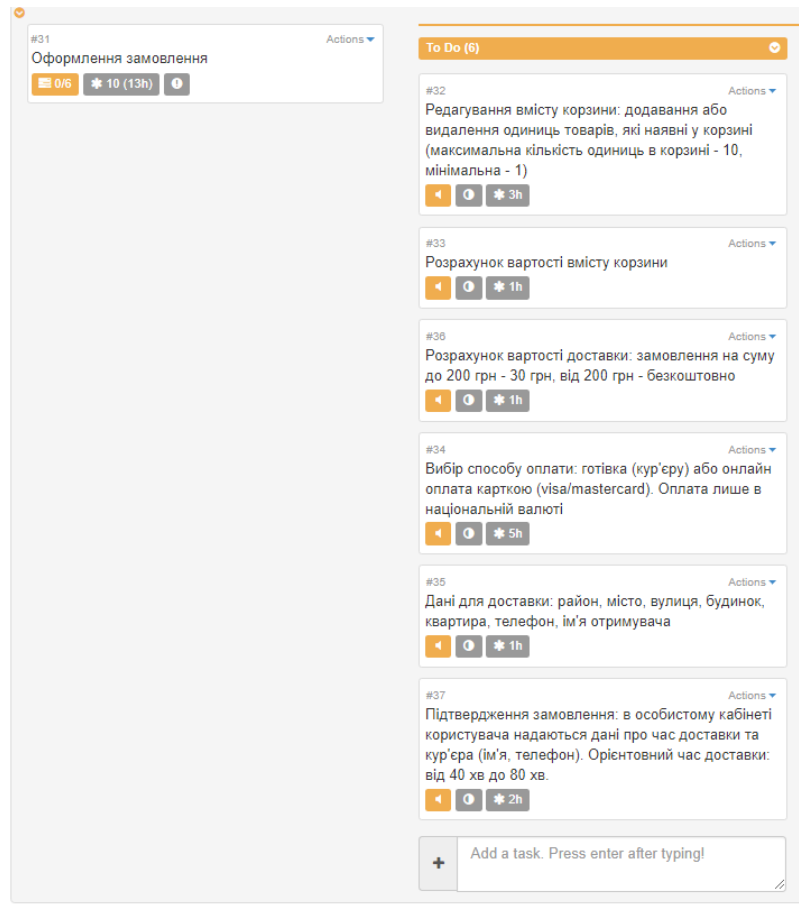 #31
Actions
Оформлення замовлення
0/6
10 (13h)
To Do (6)
#32
Actions
Редагування вмісту корзини: додавання або
видалення одиниць товарів, які наявні у корзині
(максимальна кількість одиниць в корзині - 10,
мінімальна - 1)
3h
#33
Actions
Розрахунок вартості вмісту корзини
1h
#36
Actions
Розрахунок вартості доставки: замовлення на суму
до 200 грн - 30 грн, від 200 грн - безкоштовно
1h
#34
Actions
Вибір способу оплати: готівка (кур'єру) або онлайн
оплата карткою (visa/mastercard). Оплата лише в
національній валюті
5h
#35
Actions
Дані для доставки: район, місто, вулиця, будинок,
квартира, телефон, ім'я отримувача
1h
#37
Actions
Підтвердження замовлення: в особистому кабінеті
користувача надаються дані про час доставки та
кур'єра (ім'я, телефон). Орієнтовний час доставки:
від 40 хв до 80 хв.
2h
Add a task. Press enter after typing!